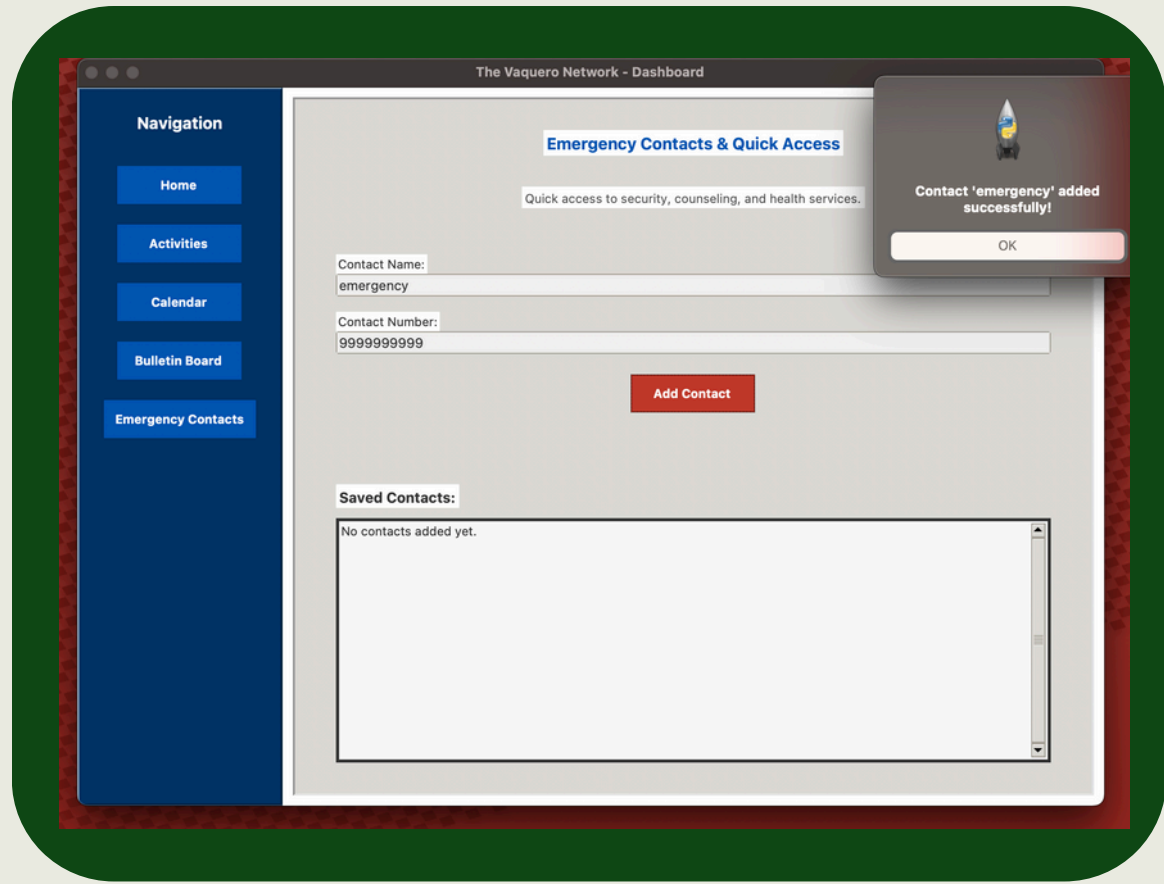 The Vaquero Network - Dashboard
Navigation
Home
Activities
Calendar
Bulletin Board
Emergency Contacts
Emergency Contacts & Quick Access
Quick access to security, counseling, and health services.
Contact Name:
emergency
Contact Number:
9999999999
Add Contact
Saved Contacts:
No contacts added yet.
Contact 'emergency' added
successfully!
OK